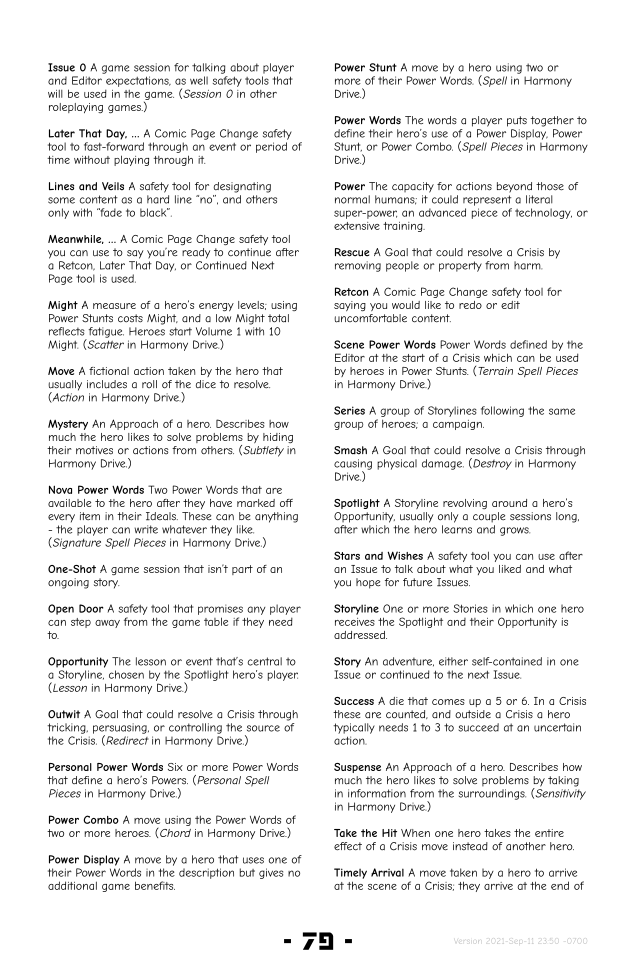 Issue 0 A game session for talking about player
and Editor expectations, as well safety tools that
will be used in the game. (Session 0 in other
roleplaying games.)
Later That Day, ... A Comic Page Change safety
tool to fast-forward through an event or period of
time without playing through it.
Lines and Veils A safety tool for designating
some content as a hard line "no", and others
only with "fade to black".
Meanwhile, ... A Comic Page Change safety tool
you can use to say you're ready to continue after
a Retcon, Later That Day, or Continued Next
Page tool is used.
Might A measure of a hero's energy levels; using
Power Stunts costs Might, and a low Might total
reflects fatigue. Heroes start Volume 1 with 10
Might. (Scatter in Harmony Drive.)
Move A fictional action taken by the hero that
usually includes a roll of the dice to resolve.
(Action in Harmony Drive.)
Mystery An Approach of a hero. Describes how
much the hero likes to solve problems by hiding
their motives or actions from others. (Subtlety in
Harmony Drive.)
Nova Power Words Two Power Words that are
available to the hero after they have marked off
every item in their Ideals. These can be anything
- the player can write whatever they like.
(Signature Spell Pieces in Harmony Drive.)
One-Shot A game session that isn't part of an
ongoing story.
Open Door A safety tool that promises any player
can step away from the game table if they need
to.
Opportunity The lesson or event that's central to
a Storyline, chosen by the Spotlight hero's player.
(Lesson in Harmony Drive.)
Outwit A Goal that could resolve a Crisis through
tricking, persuasing, or controlling the source of
the Crisis. (Redirect in Harmony Drive.)
Personal Power Words Six or more Power Words
that define a hero's Powers. (Personal Spell
Pieces in Harmony Drive.)
Power Combo A move using the Power Words of
two or more heroes. (Chord in Harmony Drive.)
Power Display A move by a hero that uses one of
their Power Words in the description but gives no
additional game benefits.
Power Stunt A move by a hero using two or
more of their Power Words. (Spell in Harmony
Drive.)
Power Words The words a player puts together to
define their hero's use of a Power Display, Power
Stunt, or Power Combo. (Spell Pieces in Harmony
Drive.)
Power The capacity for actions beyond those of
normal humans; it could represent a literal
super-power, an advanced piece of technology, or
extensive training.
Rescue A Goal that could resolve a Crisis by
removing people or property from harm.
Retcon A Comic Page Change safety tool for
saying you would like to redo or edit
uncomfortable content.
Scene Power Words Power Words defined by the
Editor at the start of a Crisis which can be used
by heroes in Power Stunts. (Terrain Spell Pieces
in Harmony Drive.)
Series A group of Storylines following the same
group of heroes; a campaign.
Smash A Goal that could resolve a Crisis through
causing physical damage. (Destroy in Harmony
Drive.)
Spotlight A Storyline revolving around a hero's
Opportunity, usually only a couple sessions long,
after which the hero learns and grows.
Stars and Wishes A safety tool you can use after
an Issue to talk about what you liked and what
you hope for future Issues.
Storyline One or more Stories in which one hero
receives the Spotlight and their Opportunity is
addressed.
Story An adventure, either self-contained in one
Issue or continued to the next Issue.
Success A die that comes up a 5 or 6. In a Crisis
these are counted, and outside a Crisis a hero
typically needs 1 to 3 to succeed at an uncertain
action.
Suspense An Approach of a hero. Describes how
much the hero likes to solve problems by taking
in information from the surroundings. (Sensitivity
in Harmony Drive.)
Take the Hit When one hero takes the entire
effect of a Crisis move instead of another hero.
Timely Arrival A move taken by a hero to arrive
at the scene of a Crisis; they arrive at the end of
- 79 -
Version 2021-Sep-11 23:50 -0700